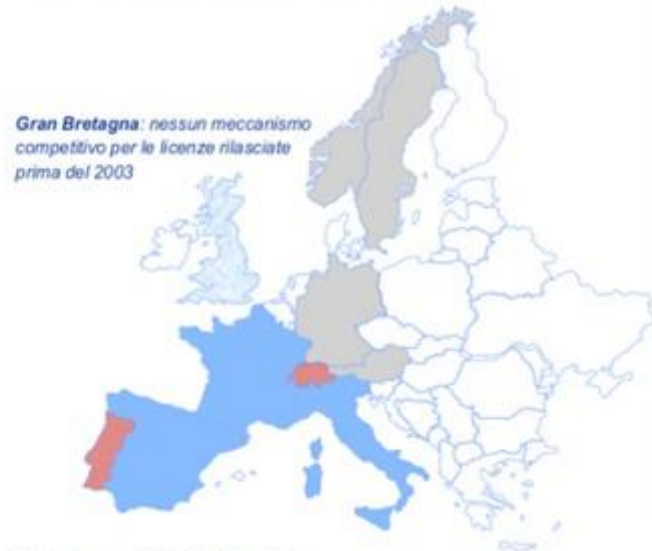 Gran Bretagna: nessun meccanismo
competitivo per le licenze rilasciate
prima del 2003